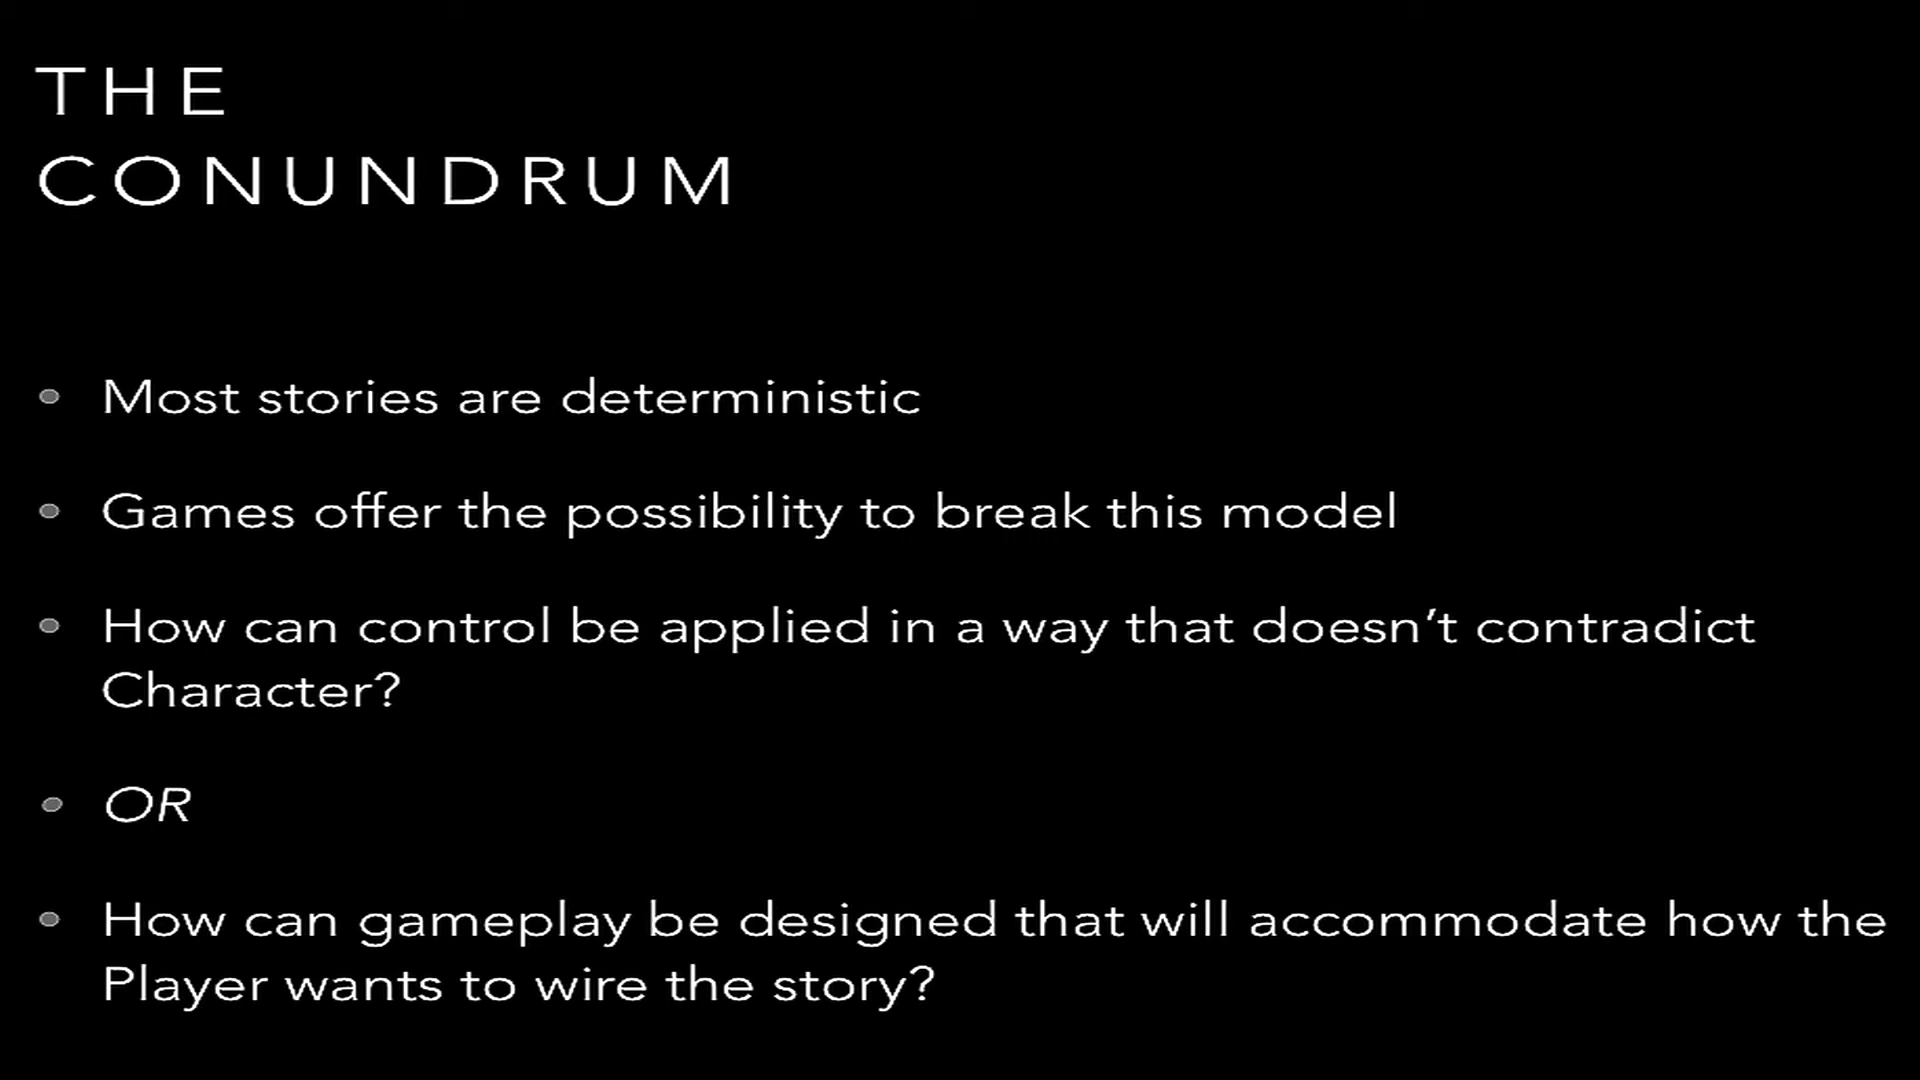 THE
CONUNDRUM
• Most stories are deterministic
• Games offer the possibility to break this model
• How can control be applied in a way that doesn’t contradict
Character?
• OR
• How can gameplay be designed that will accommodate how the
Player wants to wire the story?